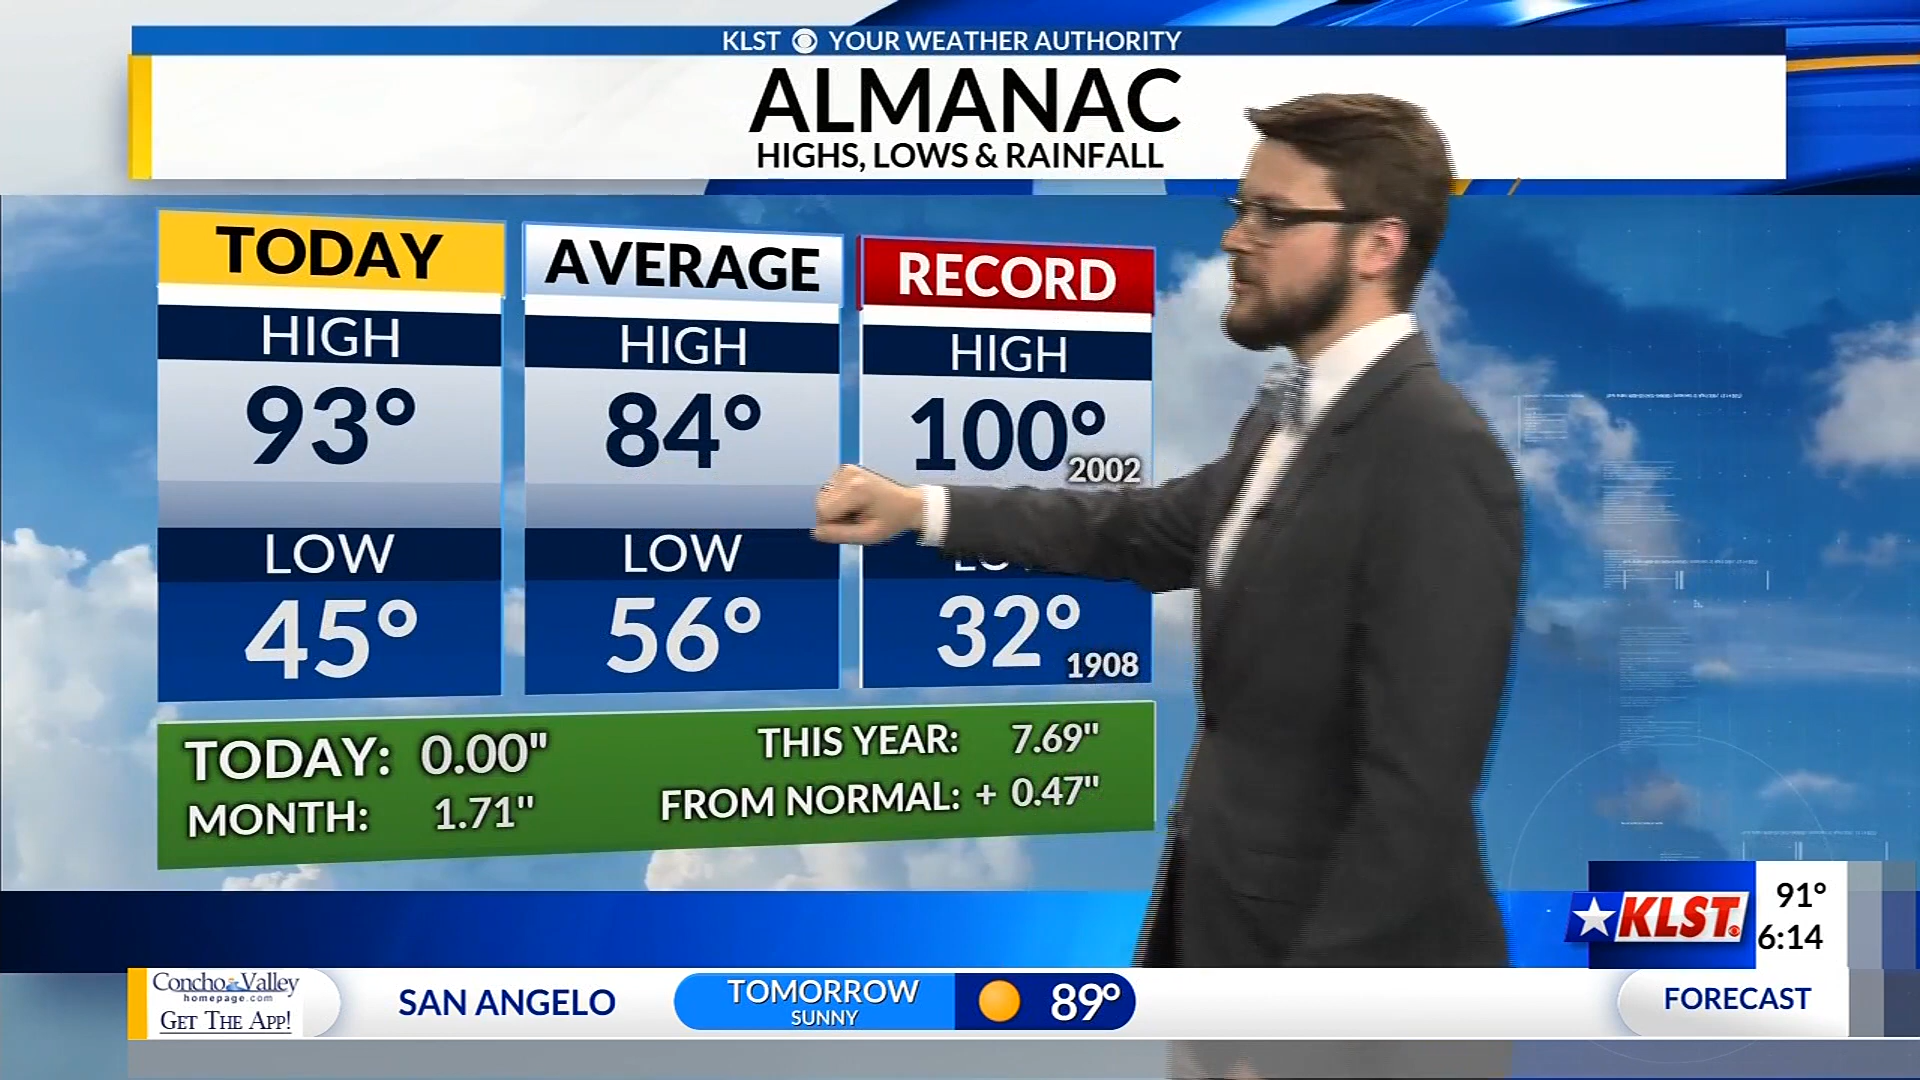 KLST YOUR WEATHER AUTHORITY
ALMANAC
HIGHS, LOWS & RAINFALL
TODAY
HIGH
93°
LOW
45°
AVERAGE
HIGH
84°
LOW
56°
RECORD
HIGH
100°
2002
32°
1908
TODAY: 0.00"
MONTH: 1.71"
THIS YEAR: 7.69"
FROM NORMAL: + 0.47"
KLST
91°
6:14
Concho Valley
homepage.com
GET THE APP!
SAN ANGELO
TOMORROW
SUNNY
89°
FORECAST